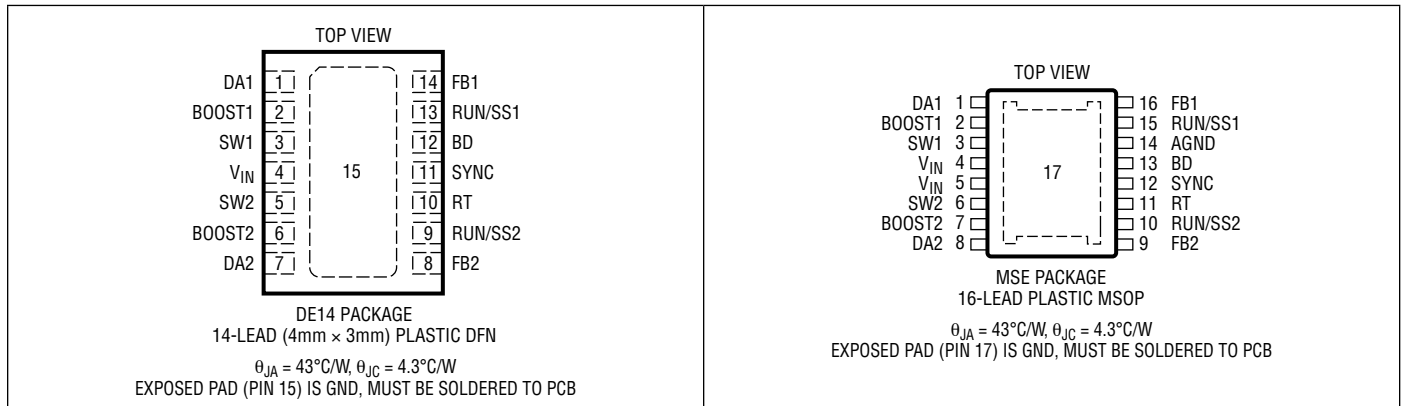 TOP VIEW
DA1 1 14 FB1
BOOST1 2 13 RUN/SS1
SW1 3 12 BD
VIN 4 15 11 SYNC
SW2 5 10 RT
BOOST2 6 9 RUN/SS2
DA2 7 8 FB2
DE14 PACKAGE
14-LEAD (4mm × 3mm) PLASTIC DFN
θJA = 43°C/W, θJC = 4.3°C/W
EXPOSED PAD (PIN 15) IS GND, MUST BE SOLDERED TO PCB
TOP VIEW
DA1 1 16 FB1
BOOST1 2 15 RUN/SS1
SW1 3 14 AGND
VIN 4 13 BD
VIN 5 17 12 SYNC
SW2 6 11 RT
BOOST2 7 10 RUN/SS2
DA2 8 9 FB2
MSE PACKAGE
16-LEAD PLASTIC MSOP
θJA = 43°C/W, θJC = 4.3°C/W
EXPOSED PAD (PIN 17) IS GND, MUST BE SOLDERED TO PCB